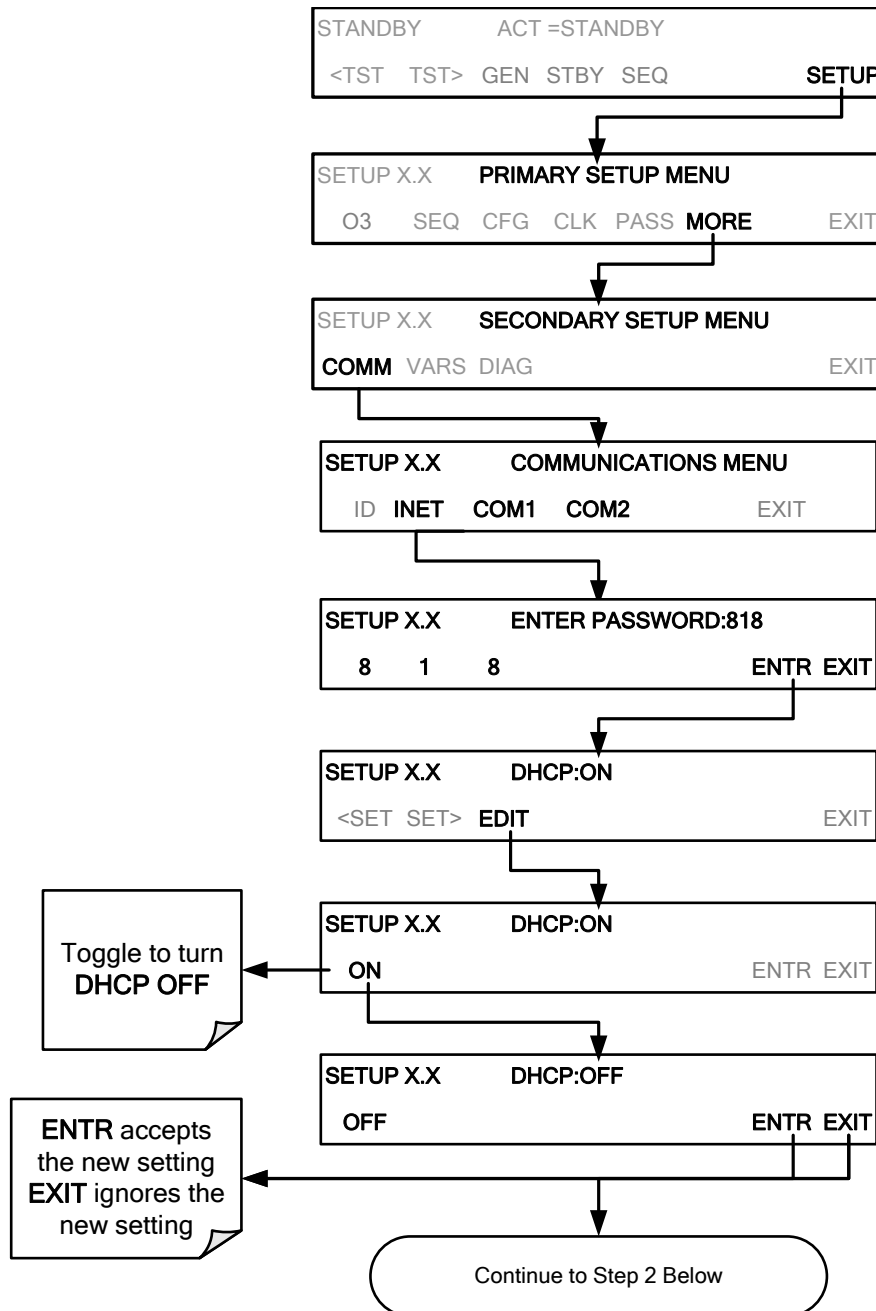 STANDBY ACT =STANDBY
<TST TST> GEN STBY SEQ SETUP
SETUP X.X PRIMARY SETUP MENU
O3 SEQ CFG CLK PASS MORE EXIT
SETUP X.X SECONDARY SETUP MENU
COMM VARS DIAG EXIT
SETUP X.X COMMUNICATIONS MENU
ID INET COM1 COM2 EXIT
SETUP X.X ENTER PASSWORD:818
8 1 8 ENTR EXIT
SETUP X.X DHCP:ON
<SET SET> EDIT EXIT
SETUP X.X DHCP:ON
ON ENTR EXIT
Toggle to turn
DHCP OFF
SETUP X.X DHCP:OFF
OFF ENTR EXIT
ENTR accepts
the new setting
EXIT ignores the
new setting
Continue to Step 2 Below